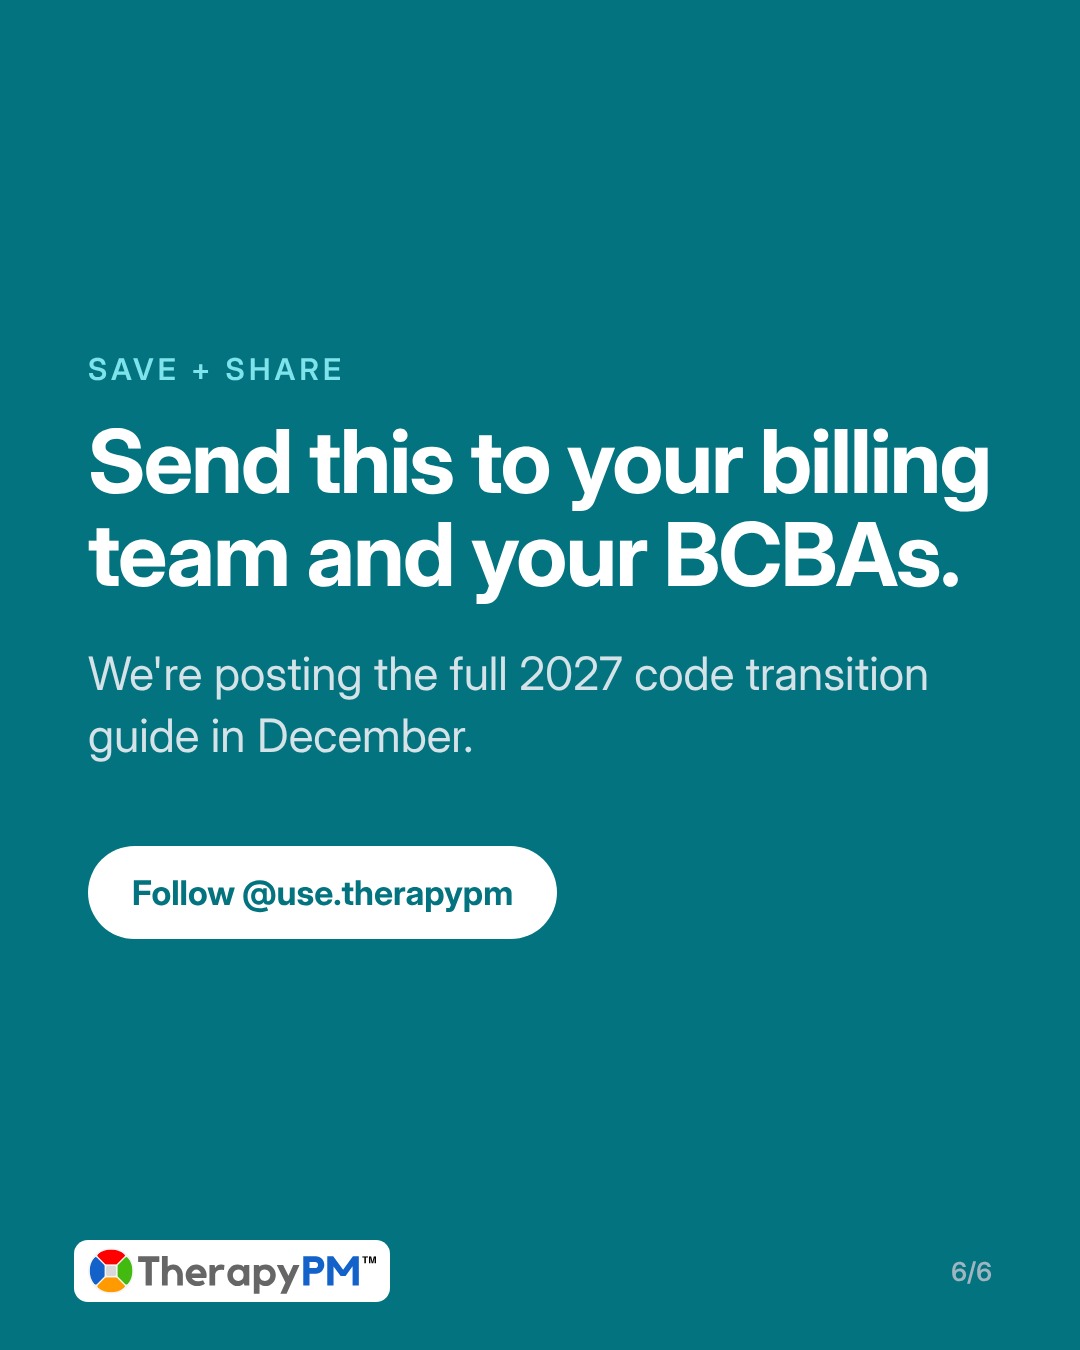 SAVE + SHARE
Send this to your billing
team and your BCBAs.
We're posting the full 2027 code transition
guide in December.
Follow @use.therapypm
TherapyPM™
6/6